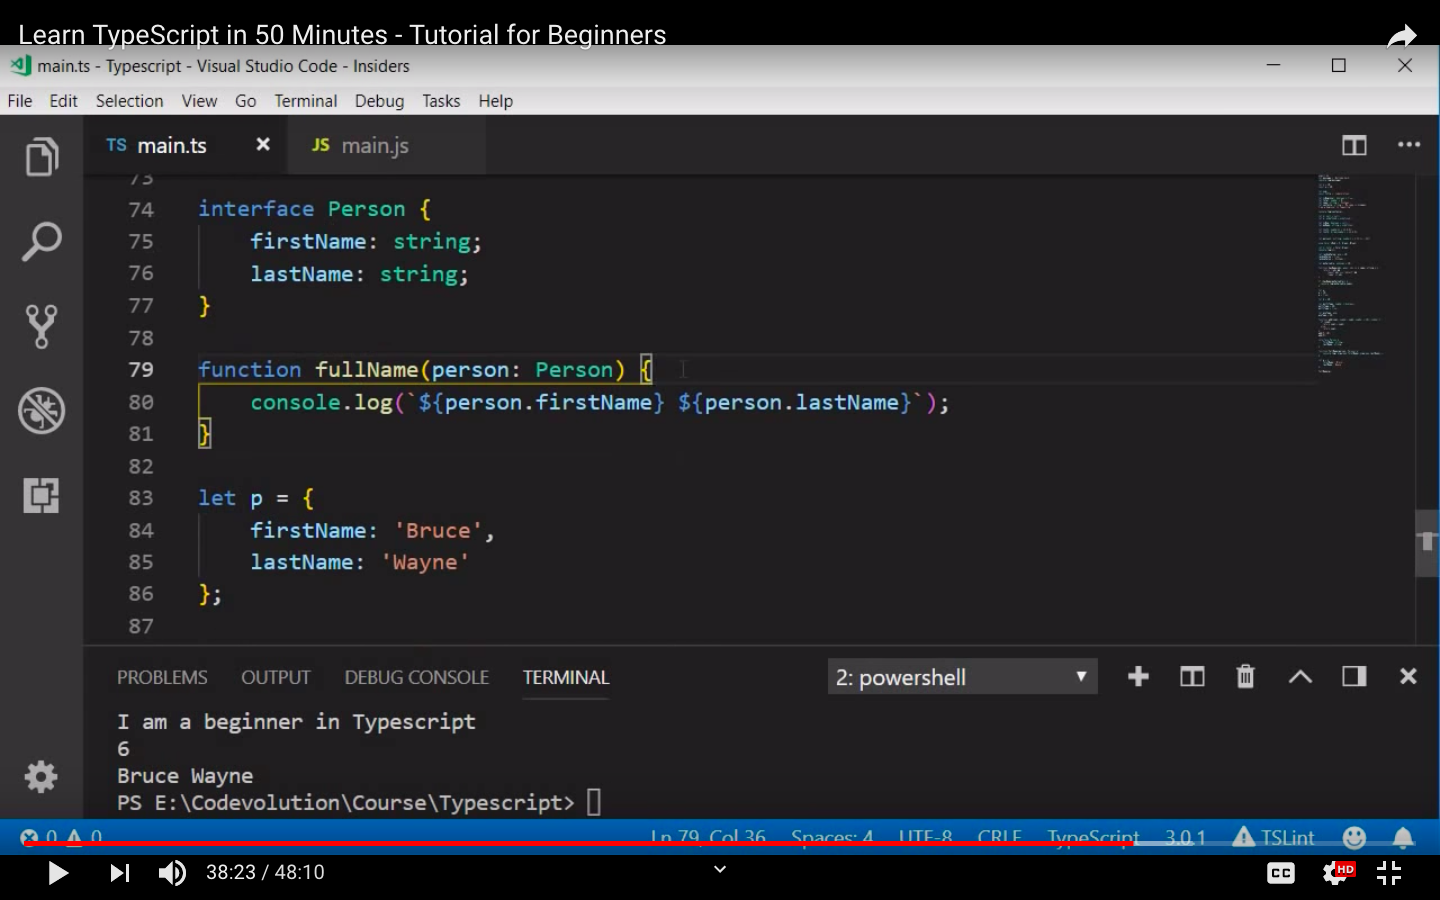 Learn TypeScript in 50 Minutes - Tutorial for Beginners
main.ts - Typescript - Visual Studio Code - Insiders
File Edit Selection View Go Terminal Debug Tasks Help
TS main.ts JS main.js
73
74 interface Person {
75 firstName: string;
76 lastName: string;
77 }
78
79 function fullName(person: Person) {
80 console.log(`${person.firstName} ${person.lastName}`);
81 }
82
83 let p = {
84 firstName: 'Bruce',
85 lastName: 'Wayne'
86 };
87
PROBLEMS OUTPUT DEBUG CONSOLE TERMINAL 2: powershell
I am a beginner in Typescript
6
Bruce Wayne
PS E:\Codevolution\Course\Typescript>
0 0 Ln 79, Col 36 Spaces: 4 UTF-8 CRLF TypeScript 3.0.1 TSLint
38:23 / 48:10 CC HD